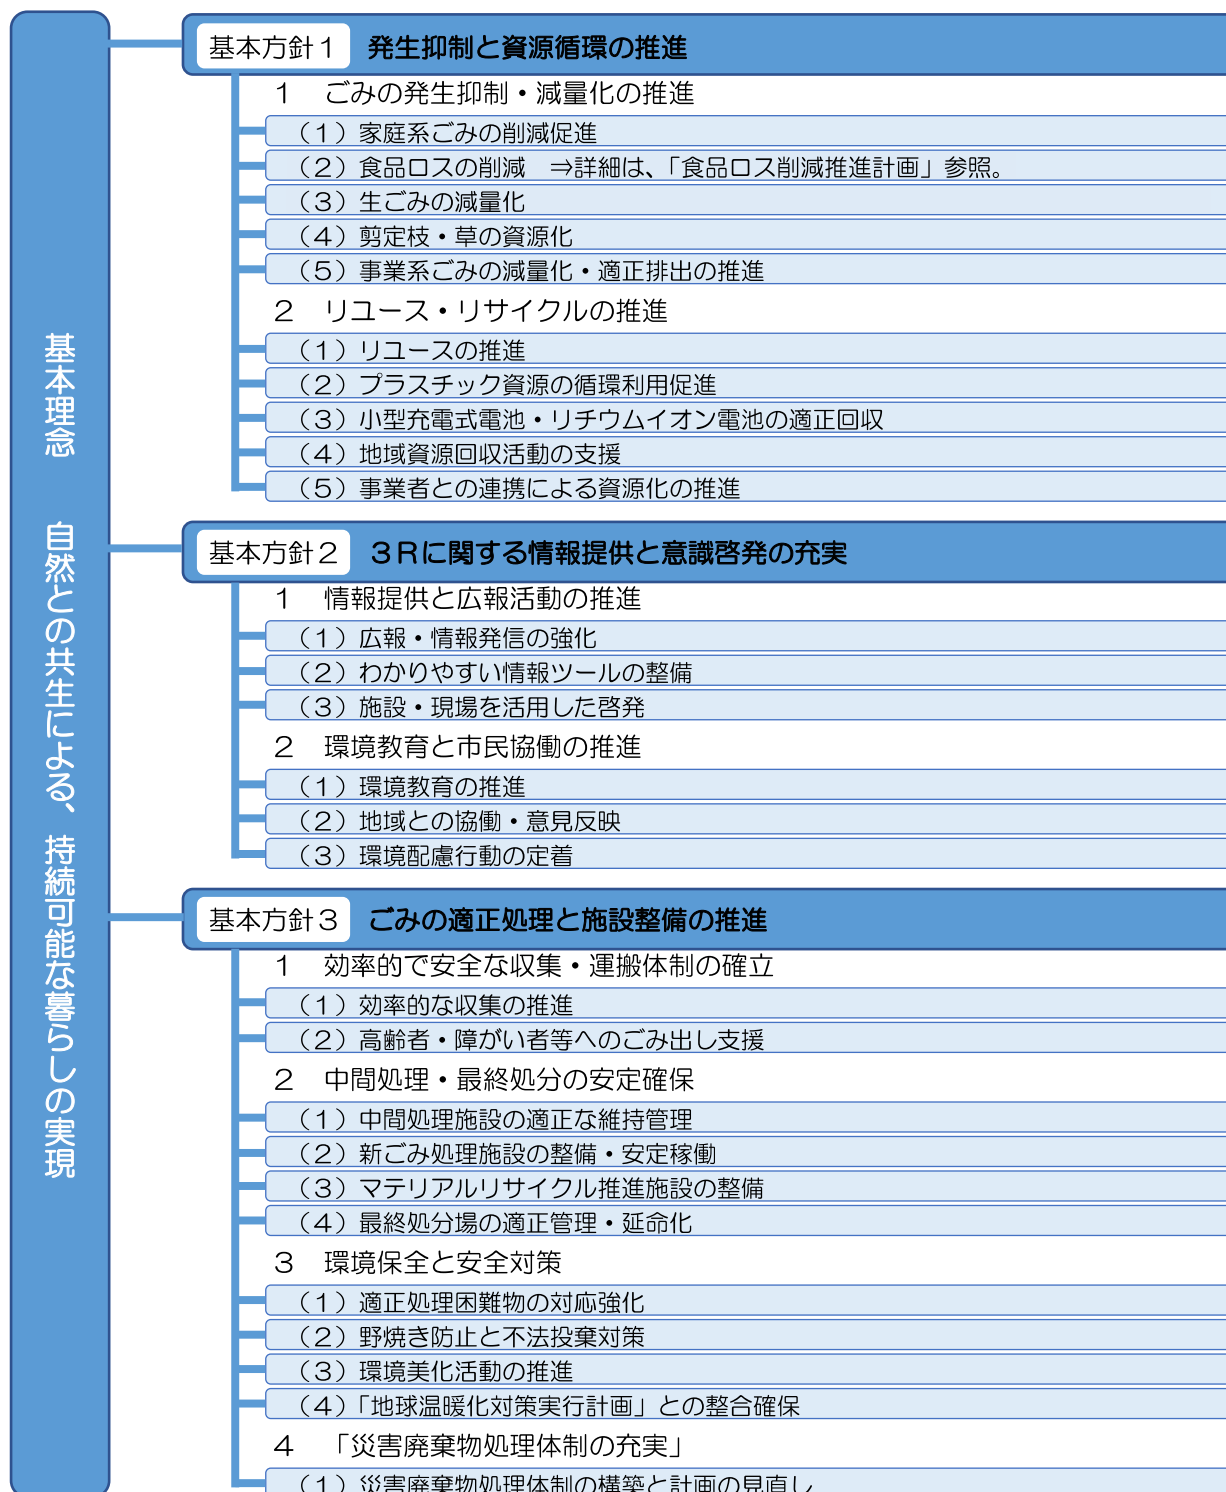 基本理念　自然との共生による、持続可能な暮らしの実現
基本方針１　発生抑制と資源循環の推進
１　ごみの発生抑制・減量化の推進
（１）家庭系ごみの削減促進
（２）食品ロスの削減　⇒詳細は、「食品ロス削減推進計画」参照。
（３）生ごみの減量化
（４）剪定枝・草の資源化
（５）事業系ごみの減量化・適正排出の推進
２　リユース・リサイクルの推進
（１）リユースの推進
（２）プラスチック資源の循環利用促進
（３）小型充電式電池・リチウムイオン電池の適正回収
（４）地域資源回収活動の支援
（５）事業者との連携による資源化の推進
基本方針２　３Ｒに関する情報提供と意識啓発の充実
１　情報提供と広報活動の推進
（１）広報・情報発信の強化
（２）わかりやすい情報ツールの整備
（３）施設・現場を活用した啓発
２　環境教育と市民協働の推進
（１）環境教育の推進
（２）地域との協働・意見反映
（３）環境配慮行動の定着
基本方針３　ごみの適正処理と施設整備の推進
１　効率的で安全な収集・運搬体制の確立
（１）効率的な収集の推進
（２）高齢者・障がい者等へのごみ出し支援
２　中間処理・最終処分の安定確保
（１）中間処理施設の適正な維持管理
（２）新ごみ処理施設の整備・安定稼働
（３）マテリアルリサイクル推進施設の整備
（４）最終処分場の適正管理・延命化
３　環境保全と安全対策
（１）適正処理困難物の対応強化
（２）野焼き防止と不法投棄対策
（３）環境美化活動の推進
（４）「地球温暖化対策実行計画」との整合確保
４　「災害廃棄物処理体制の充実」
（１）災害廃棄物処理体制の構築と計画の見直し